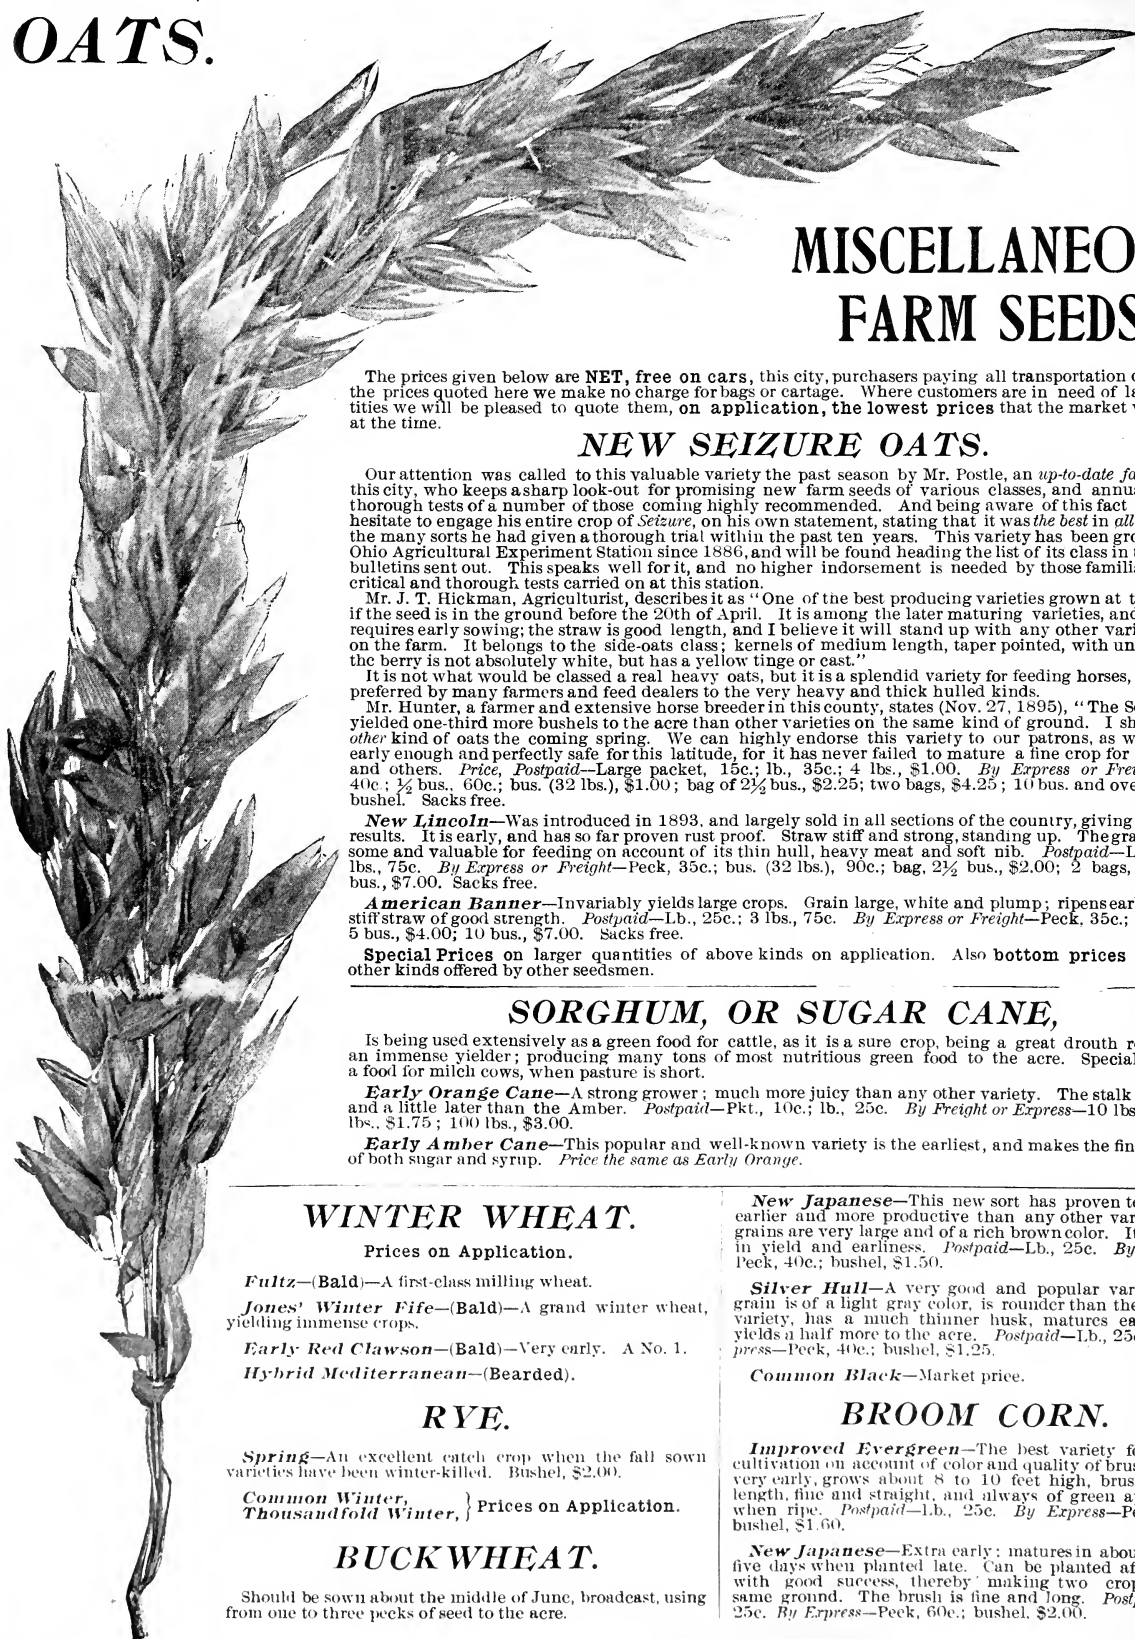 OATS.
MISCELLANEO
FARM SEEDS
The prices given below are NET, free on cars, this city, purchasers paying all transportation
the prices quoted here we make no charge for bags or cartage. Where customers are in need of
tities we will be pleased to quote them, on application, the lowest prices that the market
at the time.
NEW SEIZURE OATS.
Our attention was called to this valuable variety the past season by Mr. Postle, an up-to-date
this city, who keeps a sharp look-out for promising new farm seeds of various classes, and
thorough tests of a number of those coming highly recommended. And being aware of this fact
hesitate to engage his entire crop of Seizure, on his own statement, stating that it was the best in all
the many sorts he had given a thorough trial within the past ten years. This variety has been
Ohio Agricultural Experiment Station since 1886, and will be found heading the list of its class in
bulletins sent out. This speaks well for it, and no higher indorsement is needed by those
critical and thorough tests carried on at this station.
Mr. J. T. Hickman, Agriculturist, describes it as "One of the best producing varieties grown at
if the seed is in the ground before the 20th of April. It is among the later maturing varieties, and
requires early sowing; the straw is good length, and I believe it will stand up with any other
on the farm. It belongs to the side-oats class; kernels of medium length, taper pointed, with
the berry is not absolutely white, but has a yellow tinge or cast."
It is not what would be classed a real heavy oats, but it is a splendid variety for feeding horses,
preferred by many farmers and feed dealers to the very heavy and thick hulled kinds.
Mr. Hunter, a farmer and extensive horse breeder in this county, states (Nov. 27, 1895), "The
yielded one-third more bushels to the acre than other varieties on the same kind of ground. I
other kind of oats the coming spring. We can highly endorse this variety to our patrons, as
early enough and perfectly safe for this latitude, for it has never failed to mature a fine crop for
and others. Price, Postpaid—Large packet, 15c.; lb., 35c.; 4 lbs., $1.00. By Express or
40c.; ½ bus., 60c.; bus. (32 lbs.), $1.00; bag of 2½ bus., $2.25; two bags, $4.25; 10 bus. and
bushel. Sacks free.
New Lincoln—Was introduced in 1893, and largely sold in all sections of the country, giving
results. It is early, and has so far proven rust proof. Straw stiff and strong, standing up. The
some and valuable for feeding on account of its thin hull, heavy meat and soft nib. Postpaid—
lbs., 75c. By Express or Freight—Peck, 35c.; bus. (32 lbs.), 90c.; bag, 2½ bus., $2.00; 2 bags,
bus., $7.00. Sacks free.
American Banner—Invariably yields large crops. Grain large, white and plump; ripens
stiff straw of good strength. Postpaid—Lb., 25c.; 3 lbs., 75c. By Express or Freight—Peck, 35c.;
5 bus., $4.00; 10 bus., $7.00. Sacks free.
Special Prices on larger quantities of above kinds on application. Also bottom prices
other kinds offered by other seedsmen.
SORGHUM, OR SUGAR CANE,
Is being used extensively as a green food for cattle, as it is a sure crop, being a great drouth
an immense yielder; producing many tons of most nutritious green food to the acre.
a food for milch cows, when pasture is short.
Early Orange Cane—A strong grower; much more juicy than any other variety. The stalk
and a little later than the Amber. Postpaid—Pkt., 10c.; lb., 25c. By Freight or Express—10 lbs
lbs., $1.75; 100 lbs., $3.00.
Early Amber Cane—This popular and well-known variety is the earliest, and makes the
of both sugar and syrup. Price the same as Early Orange.
WINTER WHEAT.
Prices on Application.
Fultz—(Bald)—A first-class milling wheat.
Jones' Winter Fife—(Bald)—A grand winter wheat,
yielding immense crops.
Early Red Clawson—(Bald)—Very early. A No. 1.
Hybrid Mediterranean—(Bearded).
RYE.
Spring—An excellent catch crop when the fall sown
varieties have been winter-killed. Bushel, $2.00.
Common Winter,
Thousandfold Winter, } Prices on Application.
BUCKWHEAT.
Should be sown about the middle of June, broadcast, using
from one to three pecks of seed to the acre.
New Japanese—This new sort has proven
earlier and more productive than any other
grains are very large and of a rich brown color.
in yield and earliness. Postpaid—Lb., 25c. By
Peck, 40c.; bushel, $1.50.
Silver Hull—A very good and popular
grain is of a light gray color, is rounder than the
variety, has a much thinner husk, matures
yields a half more to the acre. Postpaid—Lb.,
press—Peck, 40c.; bushel, $1.25.
Common Black—Market price.
BROOM CORN.
Improved Evergreen—The best variety
cultivation on account of color and quality of
very early, grows about 8 to 10 feet high,
length, fine and straight, and always of green
when ripe. Postpaid—Lb., 25c. By Express—
bushel, $1.60.
New Japanese—Extra early; matures in
five days when planted late. Can be planted
with good success, thereby making two
same ground. The brush is fine and long.
25c. By Express—Peck, 60c.; bushel, $2.00.